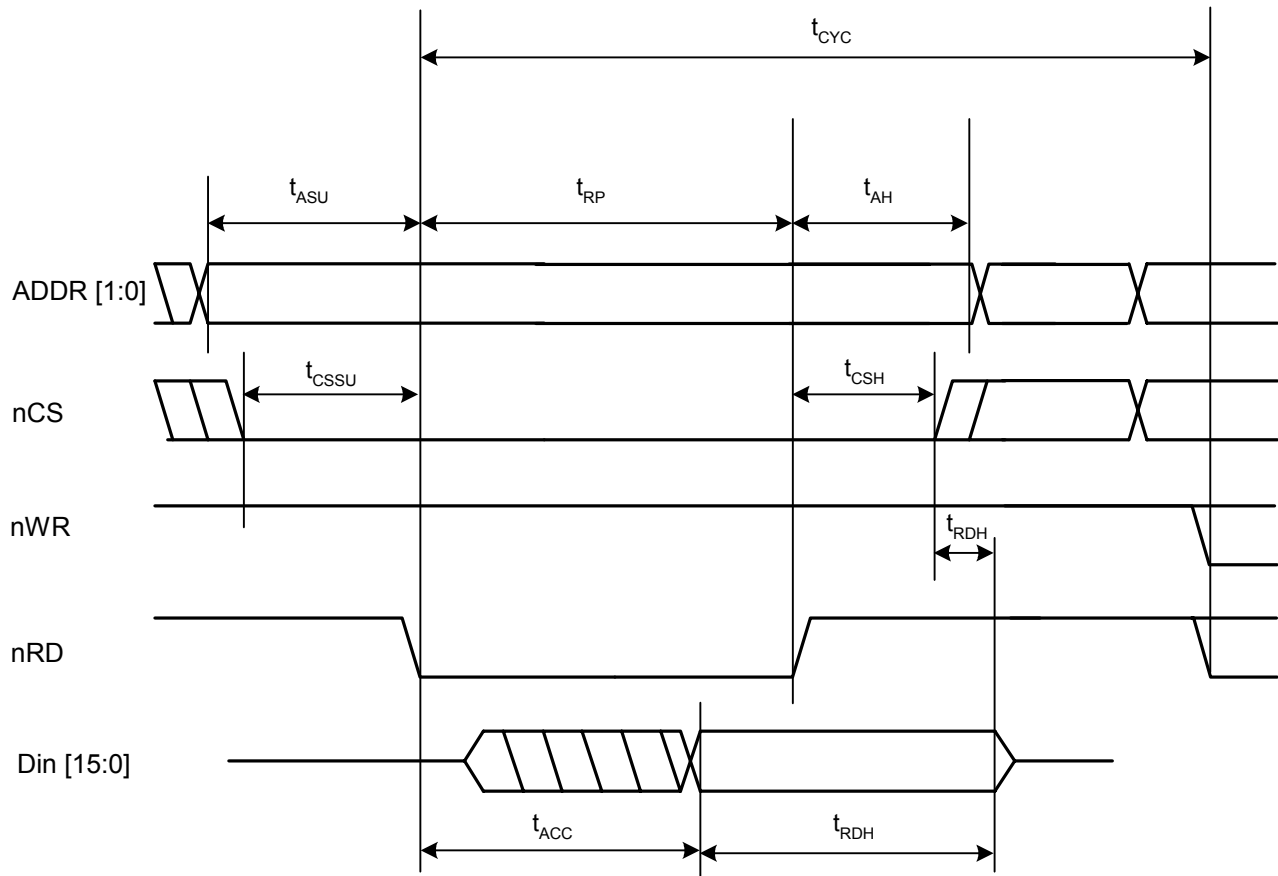 tCYC
tASU
tRP
tAH
ADDR [1:0]
tCSSU
tCSH
nCS
nWR
tRDH
nRD
Din [15:0]
tACC
tRDH